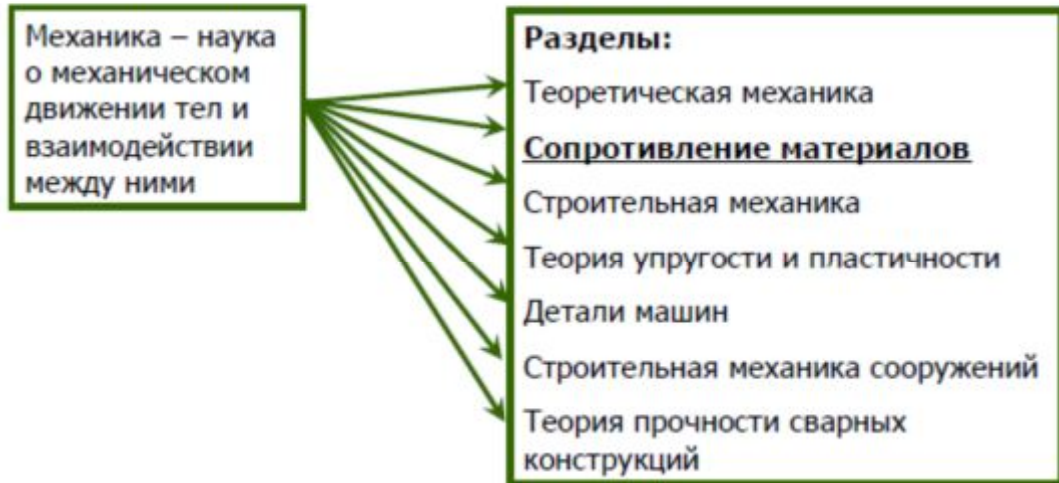 Механика – наука
о механическом
движении тел и
взаимодействии
между ними
Разделы:
Теоретическая механика
Сопротивление материалов
Строительная механика
Теория упругости и пластичности
Детали машин
Строительная механика сооружений
Теория прочности сварных
конструкций